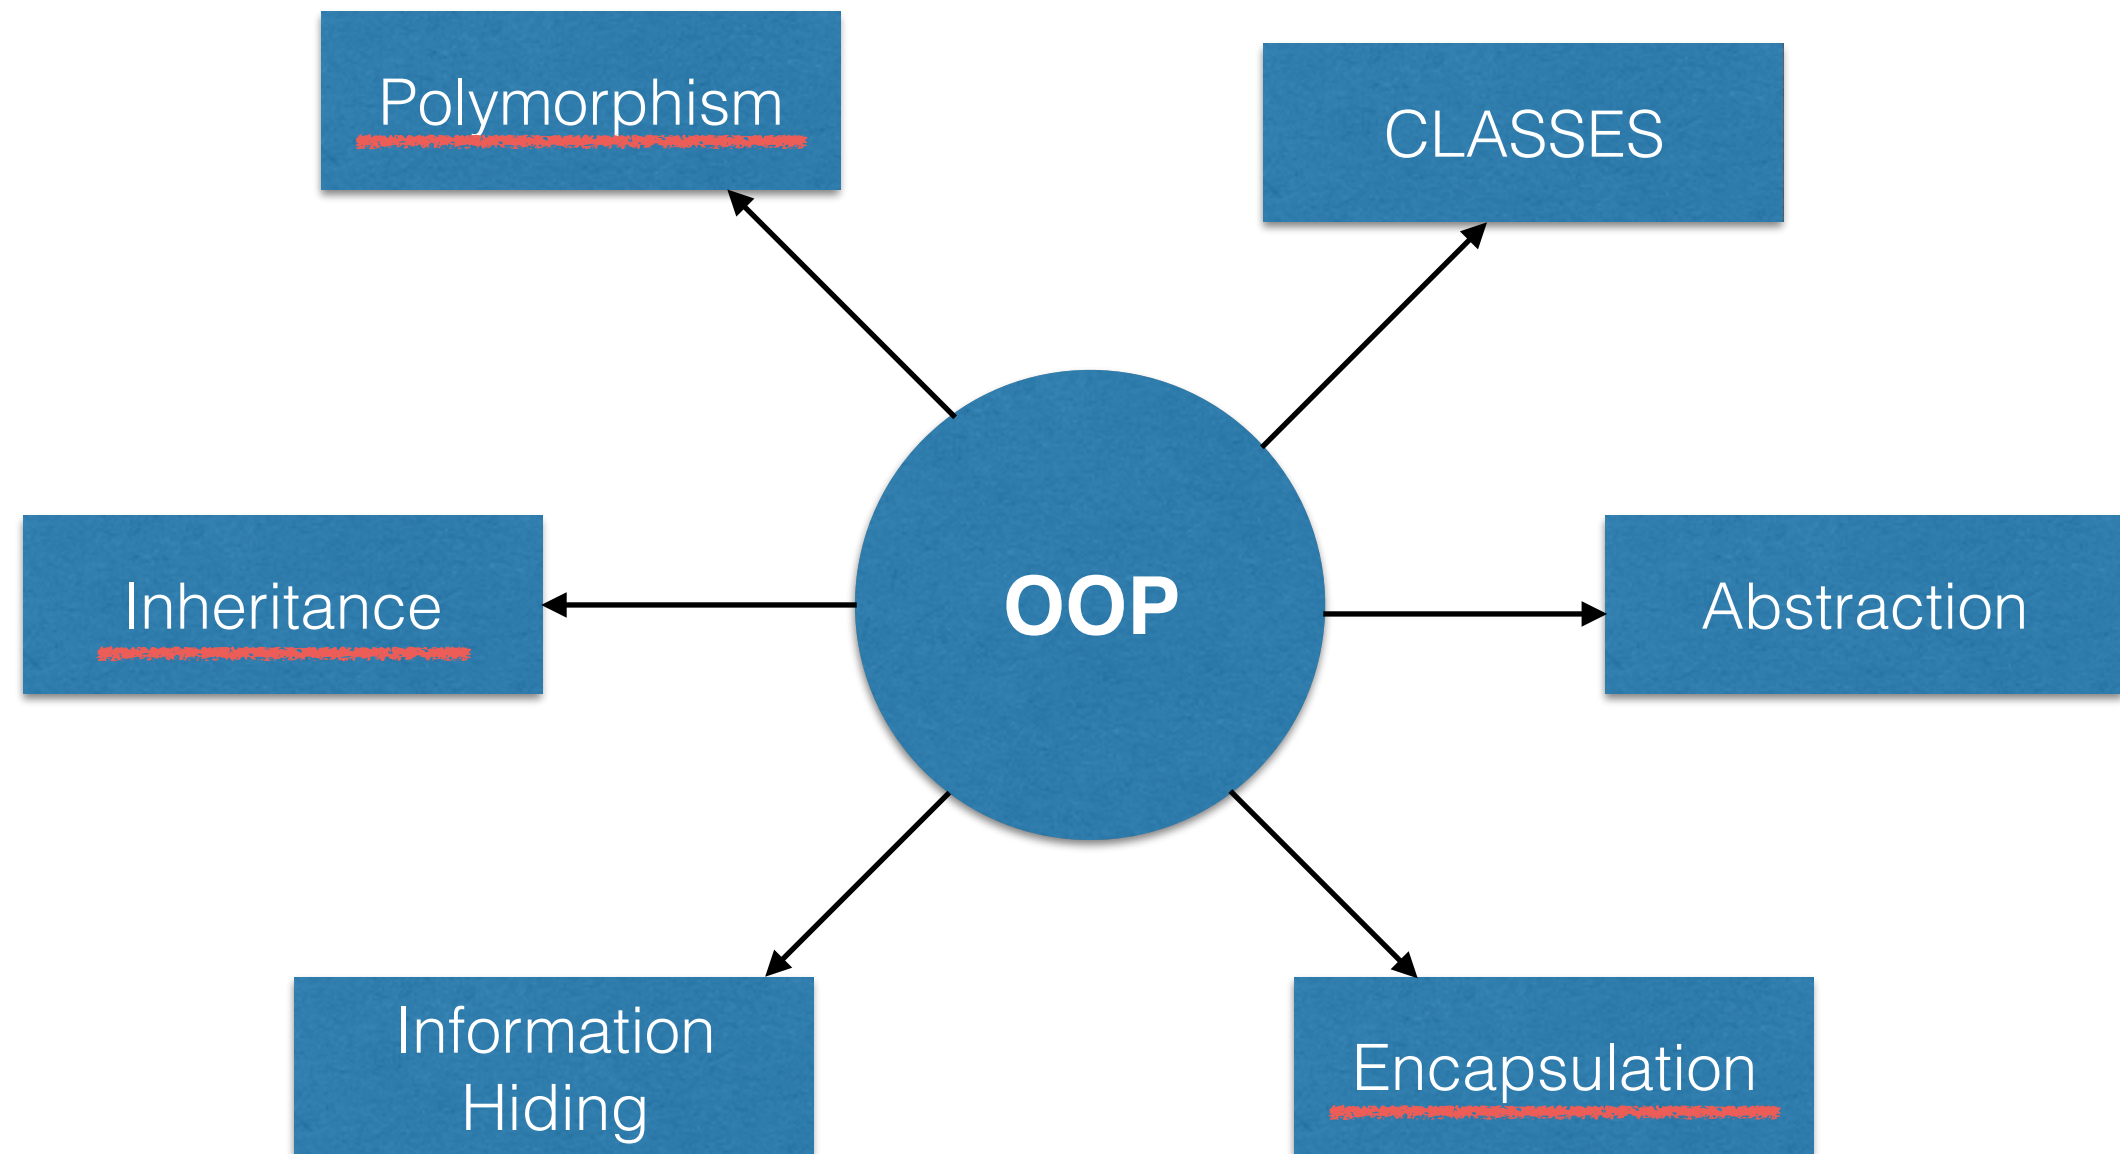 Polymorphism
CLASSES
Inheritance
OOP
Abstraction
Information
Hiding
Encapsulation